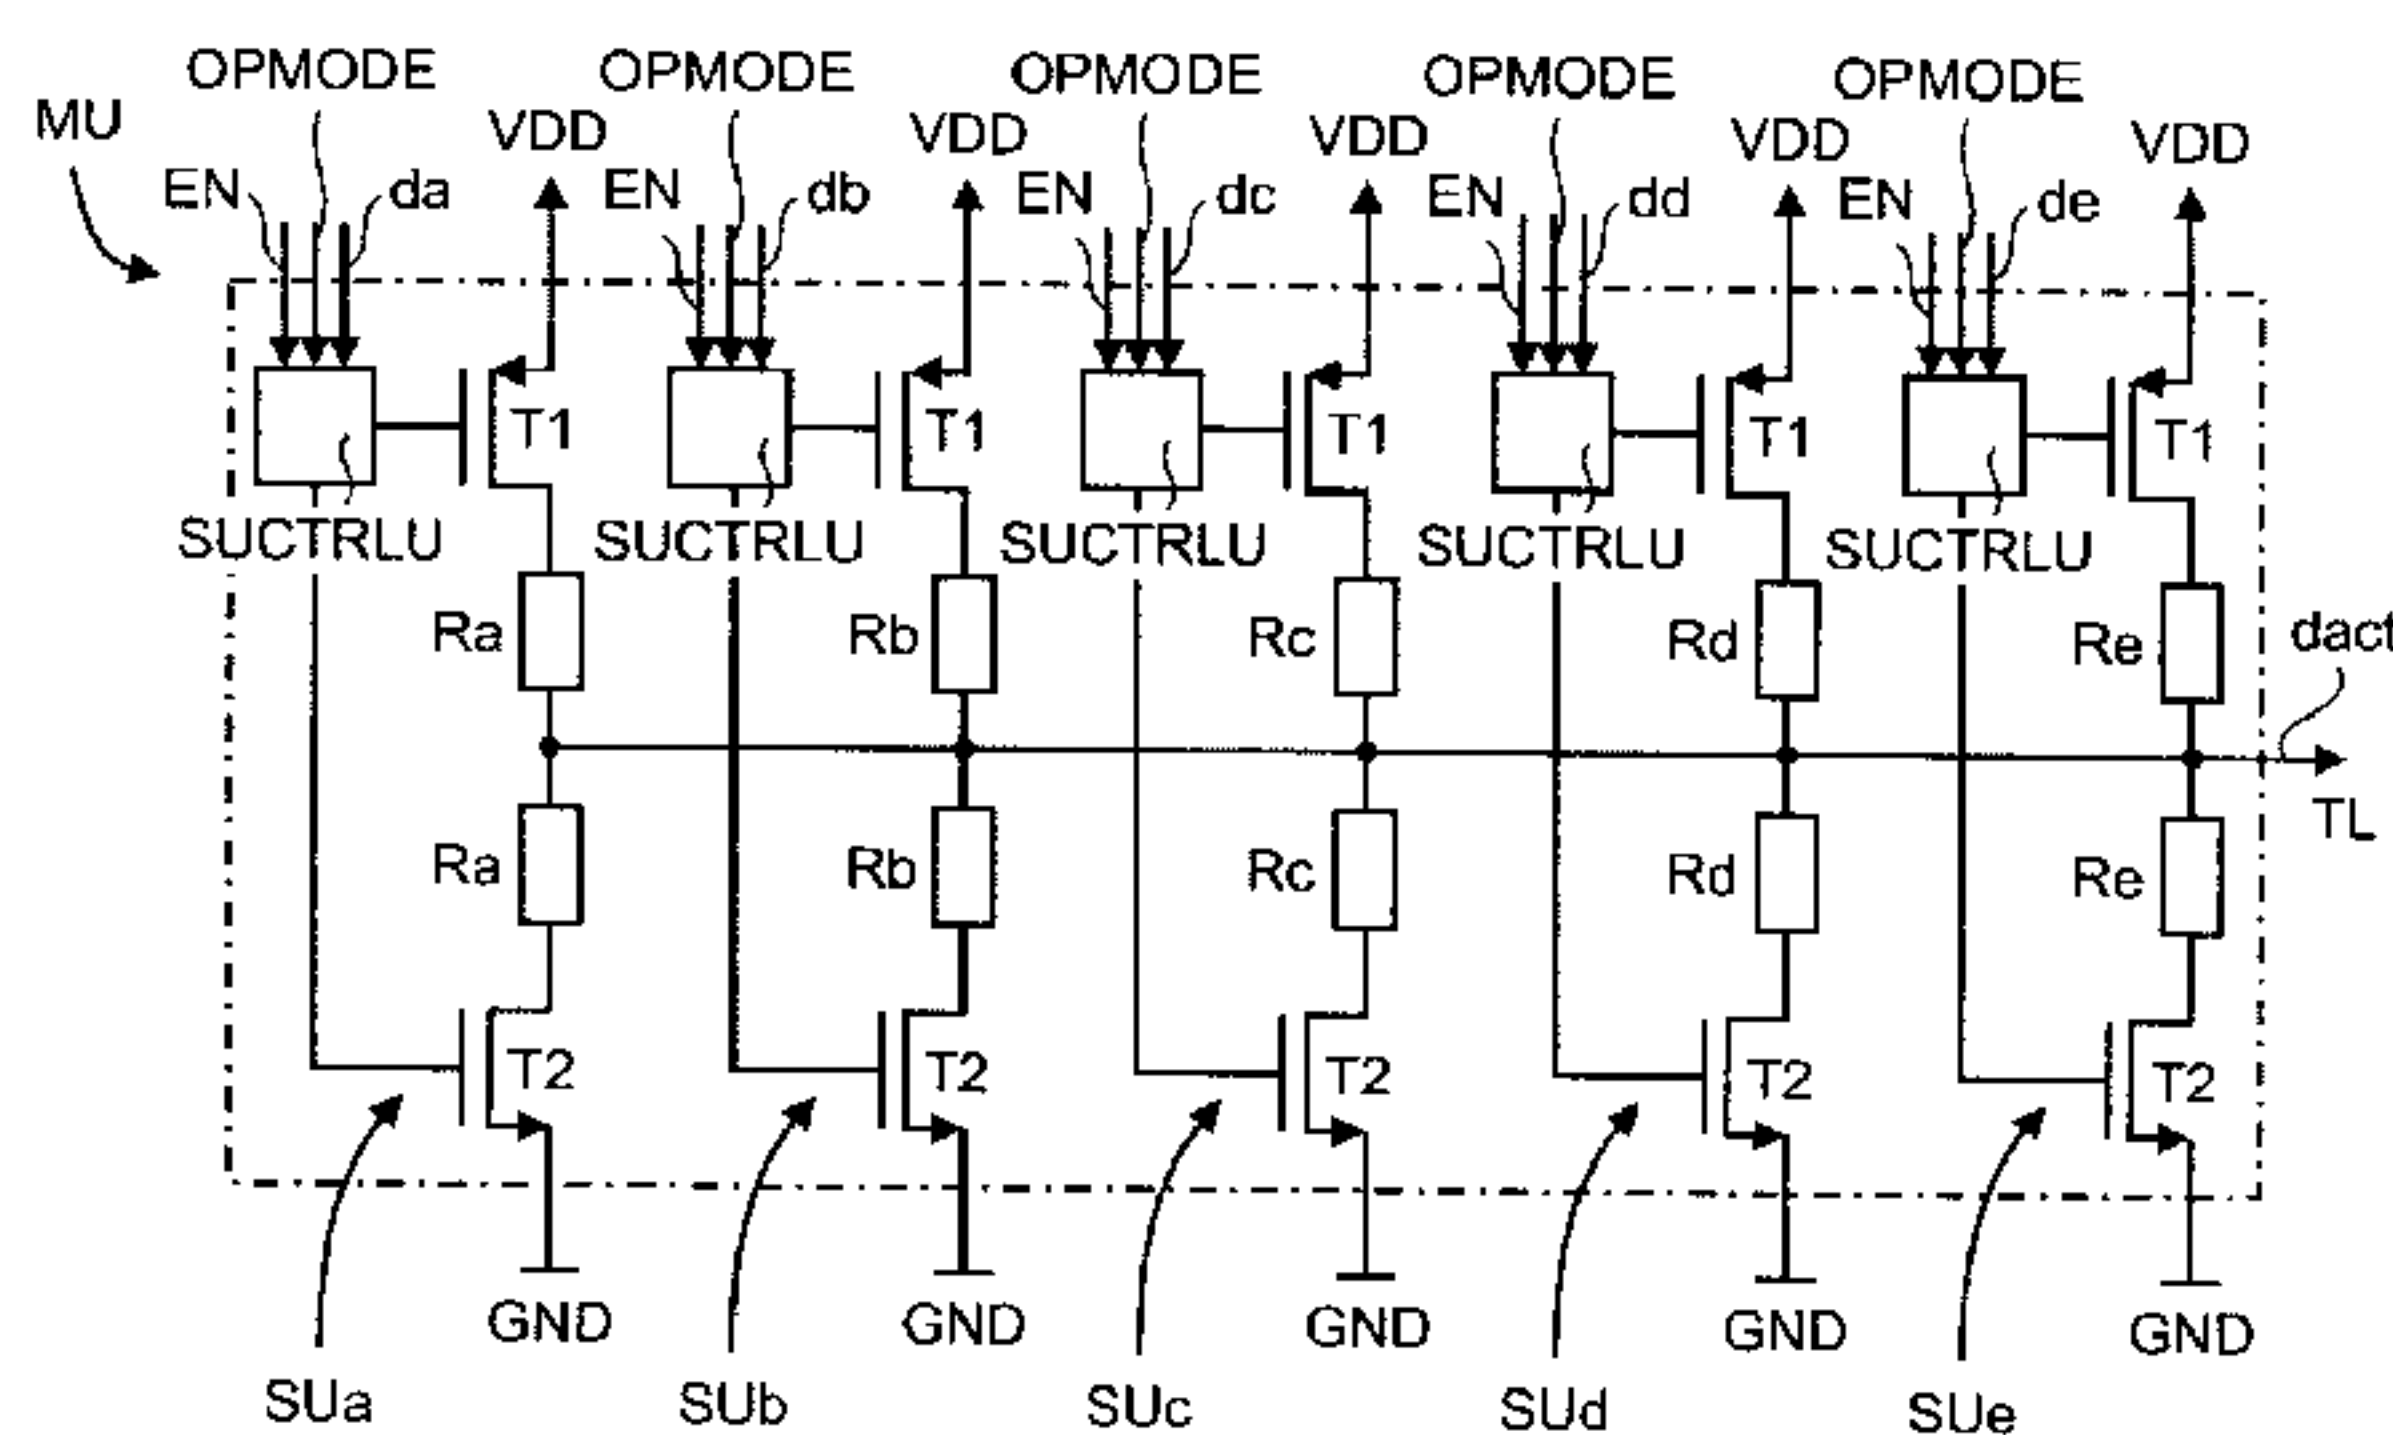 OPMODE OPMODE OPMODE OPMODE OPMODE
MU VDD VDD VDD VDD VDD
EN da EN db EN dc EN dd EN de
T1 T1 T1 T1 T1
SUCTRLU SUCTRLU SUCTRLU SUCTRLU SUCTRLU
Ra Rb Rc Rd Re dact
TL
Ra Rb Rc Rd Re
T2 T2 T2 T2 T2
GND GND GND GND GND
SUa SUb SUc SUd SUe